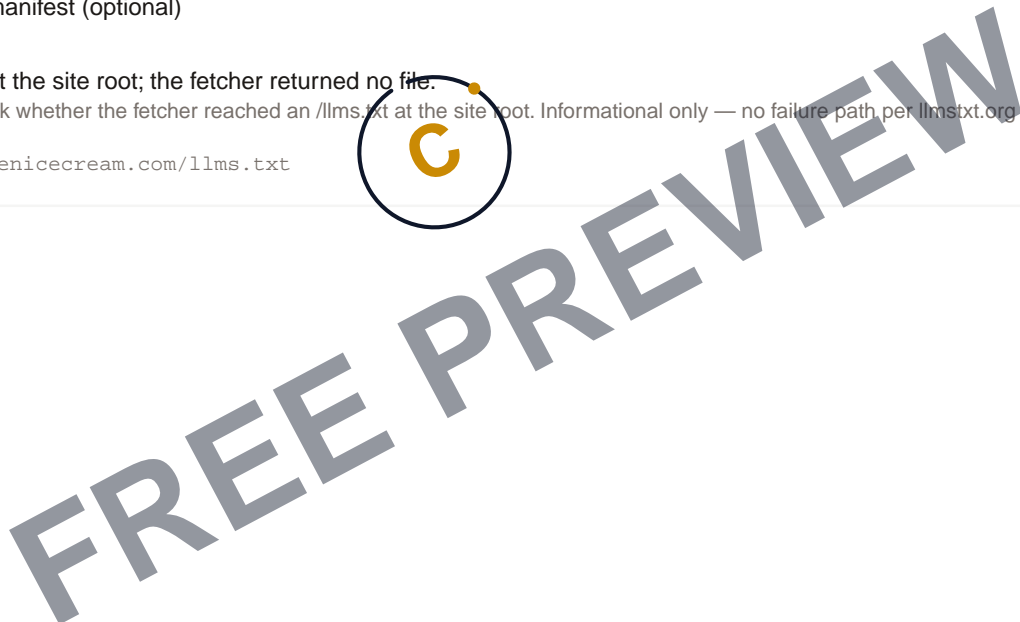 manifest (optional)
t the site root; the fetcher returned no file.
k whether the fetcher reached an /llms.txt at the site root. Informational only — no failure path per llmstxt.org
enicecream.com/llms.txt
C
FREE PREVIEW